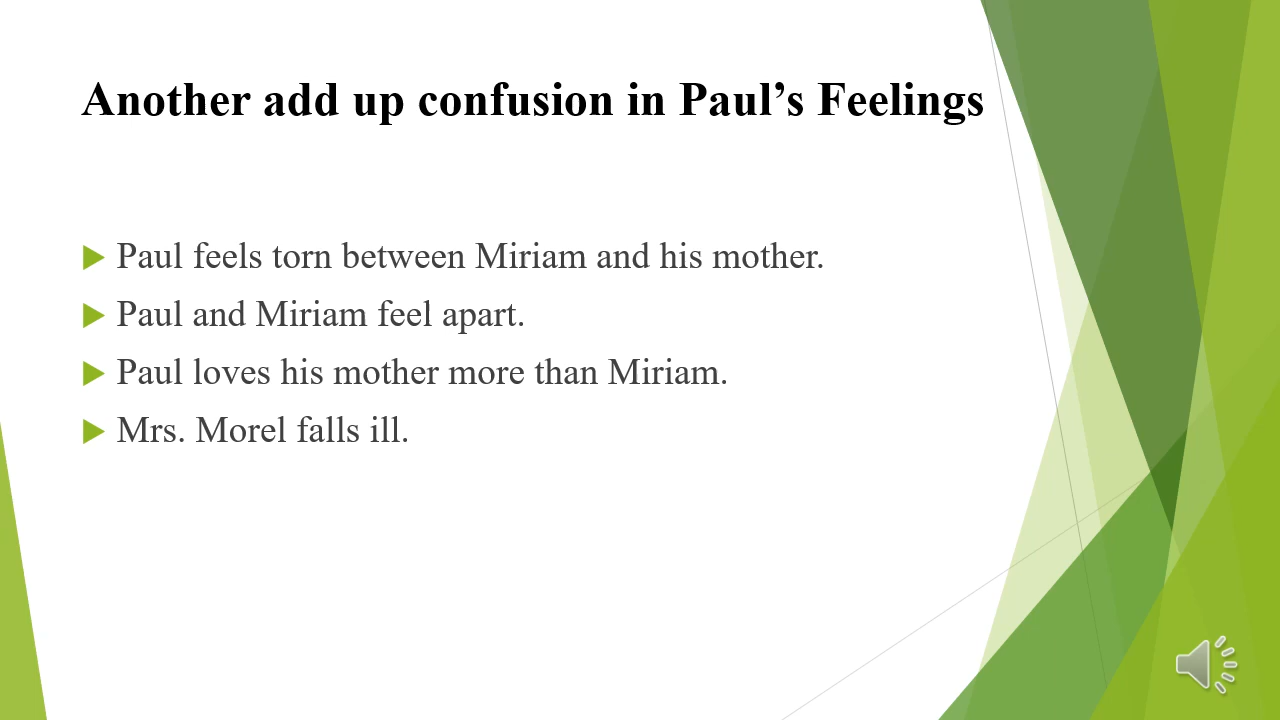 Another add up confusion in Paul’s Feelings
Paul feels torn between Miriam and his mother.
Paul and Miriam feel apart.
Paul loves his mother more than Miriam.
Mrs. Morel falls ill.